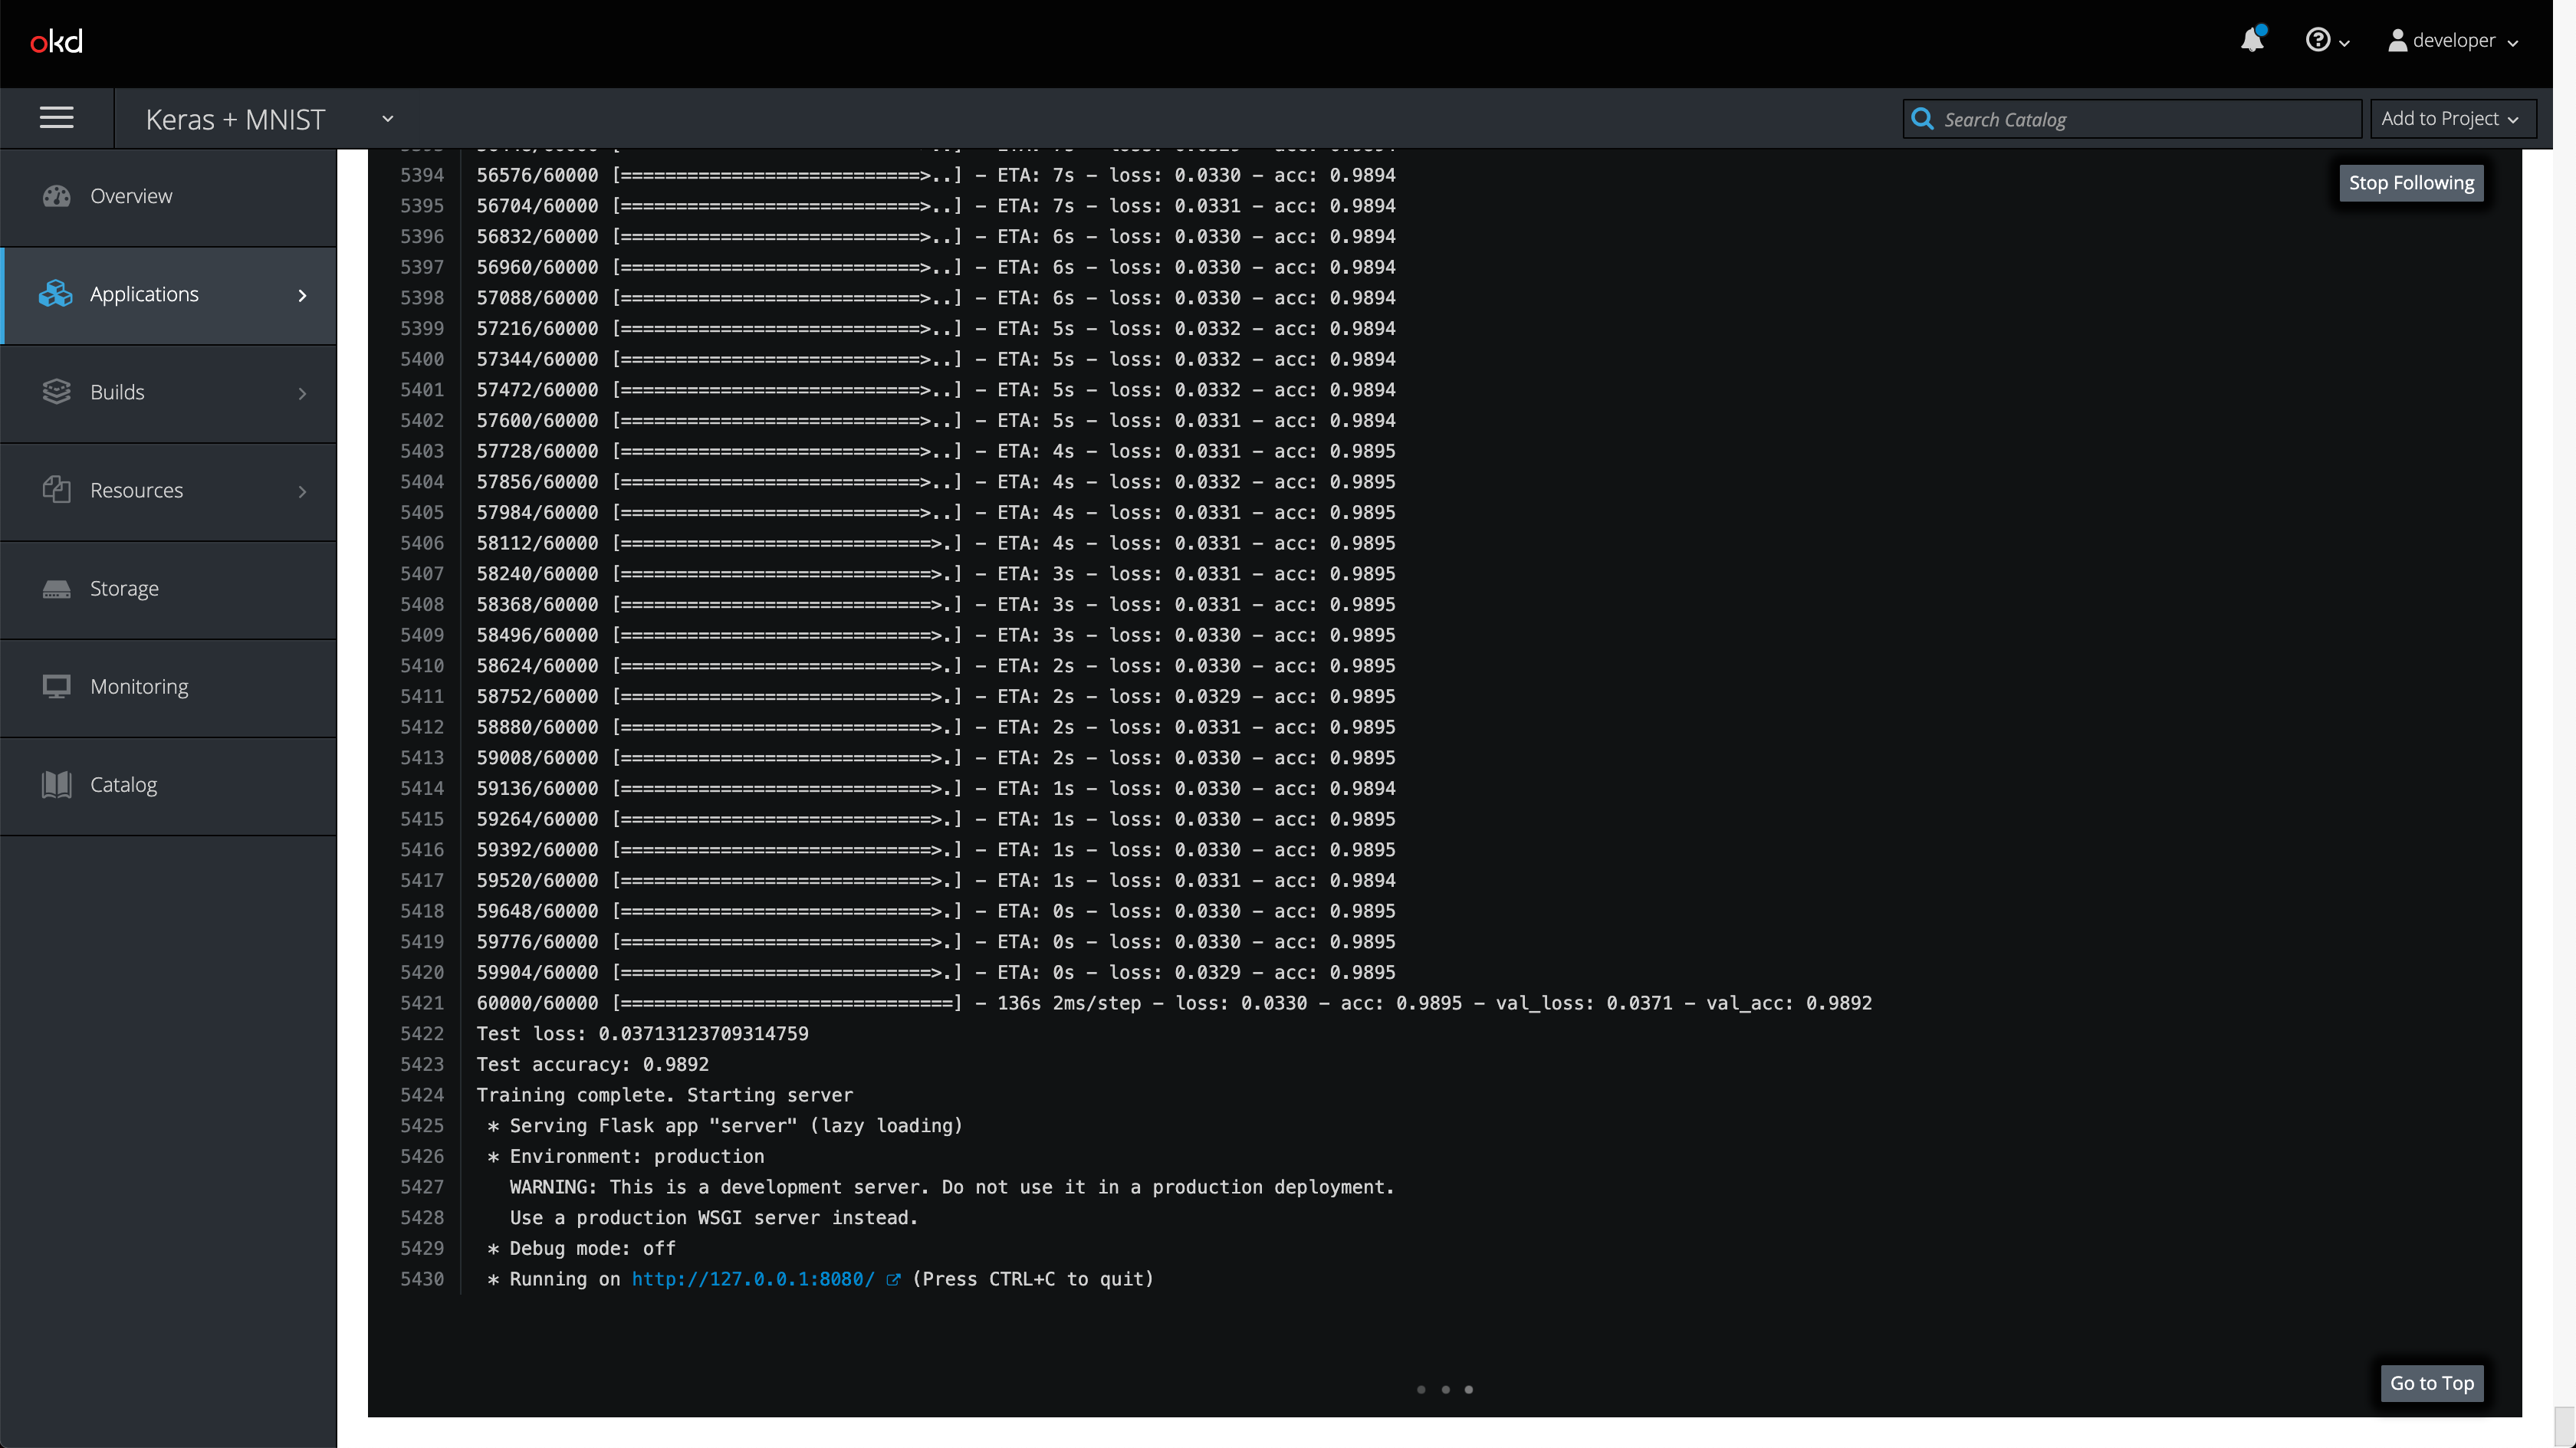 okd
developer
Keras + MNIST
Search Catalog
Add to Project
Overview
Applications
Builds
Resources
Storage
Monitoring
Catalog
Stop Following
5394 56576/60000 [===========================>..] - ETA: 7s - loss: 0.0330 - acc: 0.9894
5395 56704/60000 [===========================>..] - ETA: 7s - loss: 0.0331 - acc: 0.9894
5396 56832/60000 [===========================>..] - ETA: 6s - loss: 0.0330 - acc: 0.9894
5397 56960/60000 [===========================>..] - ETA: 6s - loss: 0.0330 - acc: 0.9894
5398 57088/60000 [===========================>..] - ETA: 6s - loss: 0.0330 - acc: 0.9894
5399 57216/60000 [===========================>..] - ETA: 5s - loss: 0.0332 - acc: 0.9894
5400 57344/60000 [===========================>..] - ETA: 5s - loss: 0.0332 - acc: 0.9894
5401 57472/60000 [===========================>..] - ETA: 5s - loss: 0.0332 - acc: 0.9894
5402 57600/60000 [===========================>..] - ETA: 5s - loss: 0.0331 - acc: 0.9894
5403 57728/60000 [===========================>..] - ETA: 4s - loss: 0.0331 - acc: 0.9895
5404 57856/60000 [===========================>..] - ETA: 4s - loss: 0.0332 - acc: 0.9895
5405 57984/60000 [===========================>..] - ETA: 4s - loss: 0.0331 - acc: 0.9895
5406 58112/60000 [============================>.] - ETA: 4s - loss: 0.0331 - acc: 0.9895
5407 58240/60000 [============================>.] - ETA: 3s - loss: 0.0331 - acc: 0.9895
5408 58368/60000 [============================>.] - ETA: 3s - loss: 0.0331 - acc: 0.9895
5409 58496/60000 [============================>.] - ETA: 3s - loss: 0.0330 - acc: 0.9895
5410 58624/60000 [============================>.] - ETA: 2s - loss: 0.0330 - acc: 0.9895
5411 58752/60000 [============================>.] - ETA: 2s - loss: 0.0329 - acc: 0.9895
5412 58880/60000 [============================>.] - ETA: 2s - loss: 0.0331 - acc: 0.9895
5413 59008/60000 [============================>.] - ETA: 2s - loss: 0.0330 - acc: 0.9895
5414 59136/60000 [============================>.] - ETA: 1s - loss: 0.0330 - acc: 0.9894
5415 59264/60000 [============================>.] - ETA: 1s - loss: 0.0330 - acc: 0.9895
5416 59392/60000 [============================>.] - ETA: 1s - loss: 0.0330 - acc: 0.9895
5417 59520/60000 [============================>.] - ETA: 1s - loss: 0.0331 - acc: 0.9894
5418 59648/60000 [============================>.] - ETA: 0s - loss: 0.0330 - acc: 0.9895
5419 59776/60000 [============================>.] - ETA: 0s - loss: 0.0330 - acc: 0.9895
5420 59904/60000 [============================>.] - ETA: 0s - loss: 0.0329 - acc: 0.9895
5421 60000/60000 [==============================] - 136s 2ms/step - loss: 0.0330 - acc: 0.9895 - val_loss: 0.0371 - val_acc: 0.9892
5422 Test loss: 0.03713123709314759
5423 Test accuracy: 0.9892
5424 Training complete. Starting server
5425 * Serving Flask app "server" (lazy loading)
5426 * Environment: production
5427 WARNING: This is a development server. Do not use it in a production deployment.
5428 Use a production WSGI server instead.
5429 * Debug mode: off
5430 * Running on http://127.0.0.1:8080/ (Press CTRL+C to quit)
Go to Top